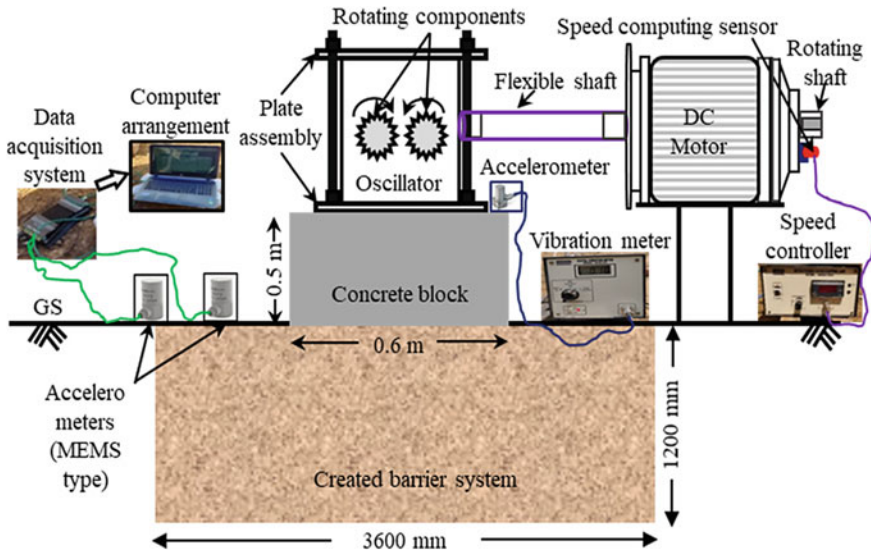 Rotating components
Speed computing sensor
Rotating
shaft
Flexible shaft
Plate
assembly
Computer
arrangement
Data
acquisition
system
DC
Motor
Oscillator
Accelerometer
Vibration meter
Speed
controller
0.5 m
Concrete block
GS
0.6 m
Accelero
meters
(MEMS
type)
Created barrier system
1200 mm
3600 mm